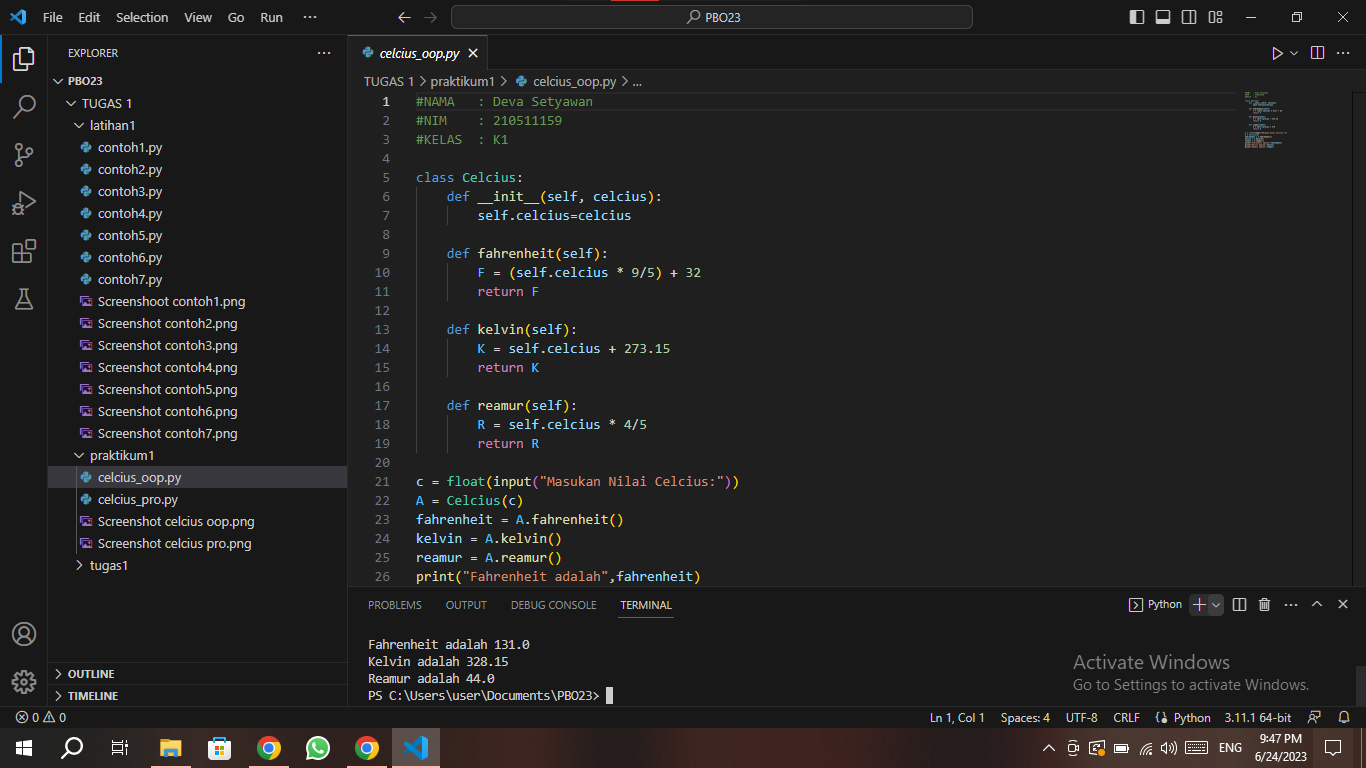 File Edit Selection View Go Run ··· PBO23
EXPLORER ···
PBO23
TUGAS 1
latihan1
contoh1.py
contoh2.py
contoh3.py
contoh4.py
contoh5.py
contoh6.py
contoh7.py
Screenshoot contoh1.png
Screenshot contoh2.png
Screenshot contoh3.png
Screenshot contoh4.png
Screenshot contoh5.png
Screenshot contoh6.png
Screenshot contoh7.png
praktikum1
celcius_oop.py
celcius_pro.py
Screenshot celcius oop.png
Screenshot celcius pro.png
tugas1
OUTLINE
TIMELINE
celcius_oop.py
TUGAS 1 > praktikum1 > celcius_oop.py > ...
1 #NAMA   : Deva Setyawan
2 #NIM    : 210511159
3 #KELAS  : K1
4
5 class Celcius:
6     def __init__(self, celcius):
7         self.celcius=celcius
8
9     def fahrenheit(self):
10         F = (self.celcius * 9/5) + 32
11         return F
12
13     def kelvin(self):
14         K = self.celcius + 273.15
15         return K
16
17     def reamur(self):
18         R = self.celcius * 4/5
19         return R
20
21 c = float(input("Masukan Nilai Celcius:"))
22 A = Celcius(c)
23 fahrenheit = A.fahrenheit()
24 kelvin = A.kelvin()
25 reamur = A.reamur()
26 print("Fahrenheit adalah",fahrenheit)
PROBLEMS OUTPUT DEBUG CONSOLE TERMINAL Python
Fahrenheit adalah 131.0
Kelvin adalah 328.15
Reamur adalah 44.0
PS C:\Users\user\Documents\PBO23>
Activate Windows
Go to Settings to activate Windows.
0 0 Ln 1, Col 1 Spaces: 4 UTF-8 CRLF Python 3.11.1 64-bit
ENG 9:47 PM
6/24/2023